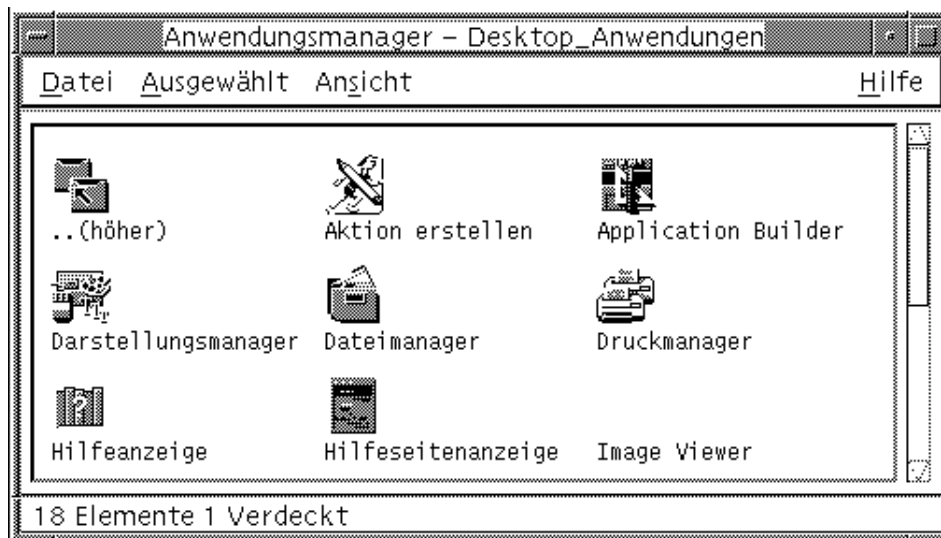 Anwendungsmanager – Desktop_Anwendungen
Datei Ausgewählt Ansicht Hilfe
..(höher) Aktion erstellen Application Builder
Darstellungsmanager Dateimanager Druckmanager
Hilfeanzeige Hilfeseitenanzeige Image Viewer
18 Elemente 1 Verdeckt